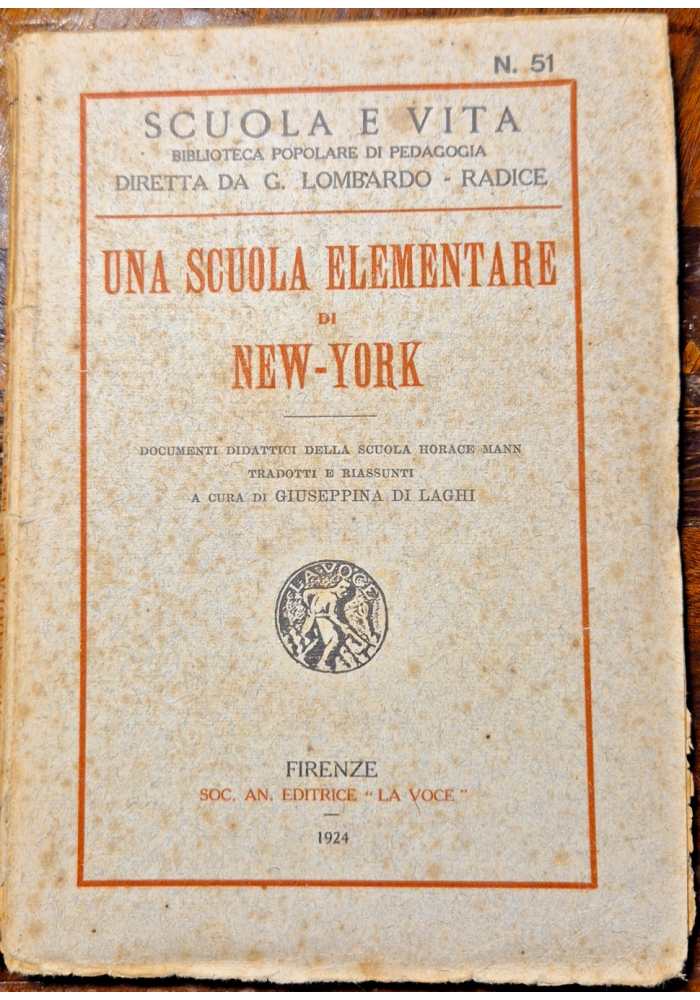 N. 51
SCUOLA E VITA
BIBLIOTECA POPOLARE DI PEDAGOGIA
DIRETTA DA G. LOMBARDO - RADICE
UNA SCUOLA ELEMENTARE
DI
NEW-YORK
DOCUMENTI DIDATTICI DELLA SCUOLA HORACE MANN
TRADOTTI E RIASSUNTI
A CURA DI GIUSEPPINA DI LAGHI
LA VOCE
FIRENZE
SOC. AN. EDITRICE "LA VOCE"
1924